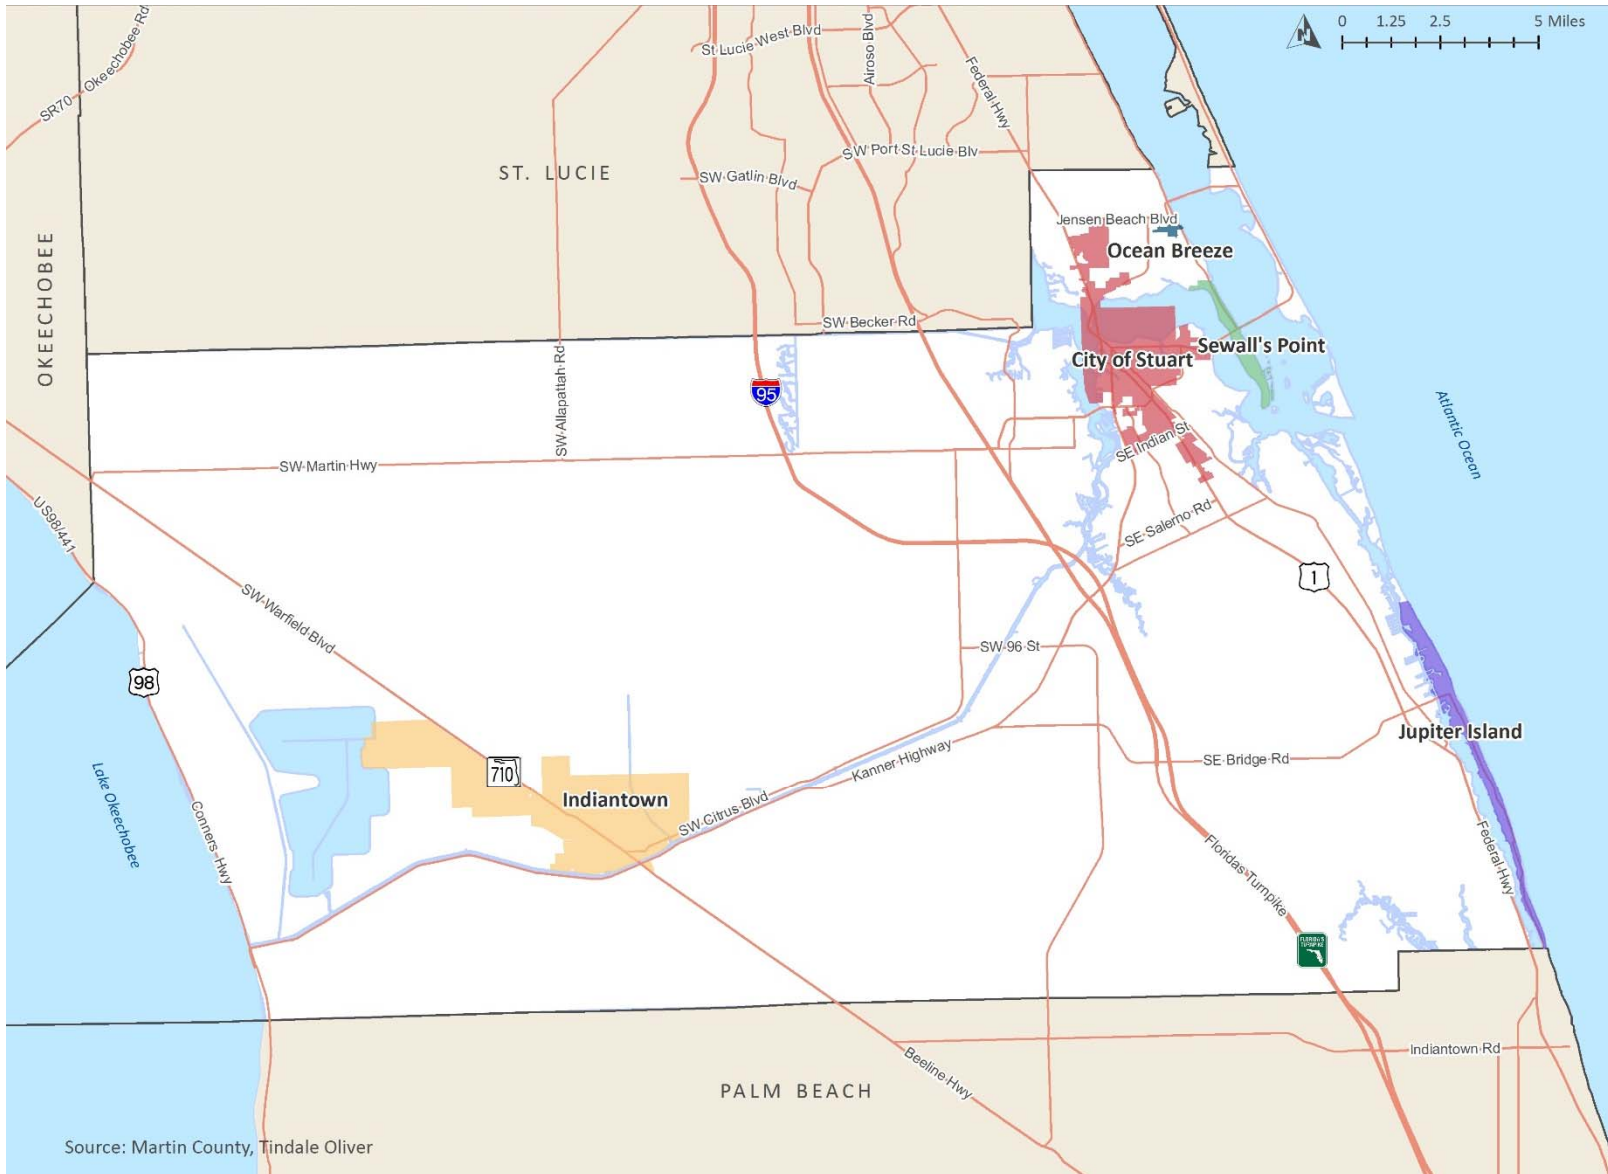 0 1.25 2.5 5 Miles
N
SR70 - Okeechobee Rd
St Lucie West Blvd
Airoso Blvd
Federal Hwy
SW Port St Lucie Blv
ST. LUCIE
SW Gatlin Blvd
Jensen Beach Blvd
Ocean Breeze
OKEECHOBEE
SW Becker Rd
Sewall's Point
City of Stuart
SW Allapattah Rd
95
Atlantic Ocean
SE Indian St
SW Martin Hwy
US98/441
SE Salerno Rd
1
SW Warfield Blvd
SW 96 St
98
Jupiter Island
Kanner Highway
SE Bridge Rd
710
Indiantown
SW Citrus Blvd
Lake Okeechobee
Conners Hwy
Federal Hwy
Floridas Turnpike
FLORIDA'S
TURNPIKE
Indiantown Rd
Beeline Hwy
PALM BEACH
Source: Martin County, Tindale Oliver